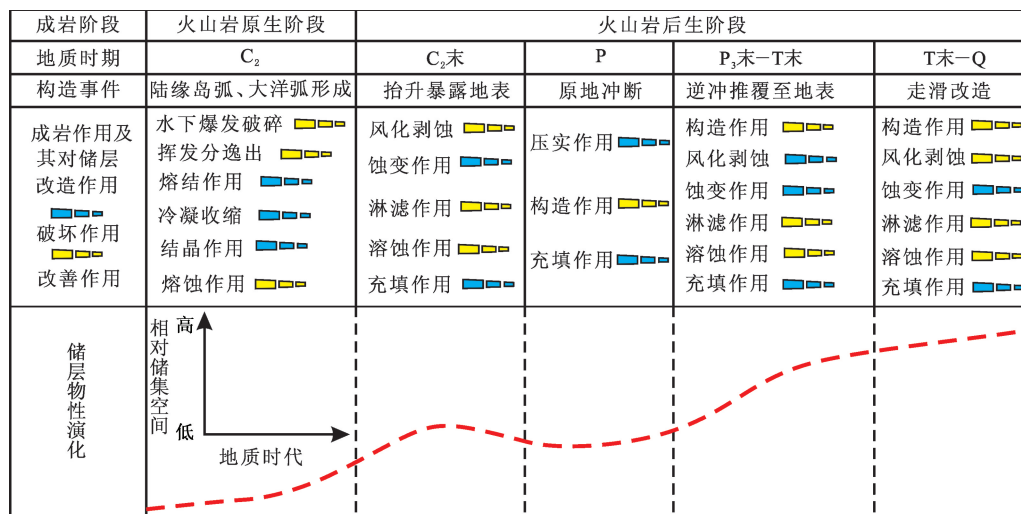 成岩阶段
火山岩原生阶段
火山岩后生阶段
地质时期
C₂
C₂末
P
P₃末－T末
T末－Q
构造事件
陆缘岛弧、大洋弧形成
抬升暴露地表
原地冲断
逆冲推覆至地表
走滑改造
成岩作用及
其对储层
改造作用
破坏作用
改善作用
水下爆发破碎
挥发分逸出
熔结作用
冷凝收缩
结晶作用
熔蚀作用
风化剥蚀
蚀变作用
淋滤作用
溶蚀作用
充填作用
压实作用
构造作用
充填作用
构造作用
风化剥蚀
蚀变作用
淋滤作用
溶蚀作用
充填作用
构造作用
风化剥蚀
蚀变作用
淋滤作用
溶蚀作用
充填作用
储层物性演化
相对储集空间
高
低
地质时代